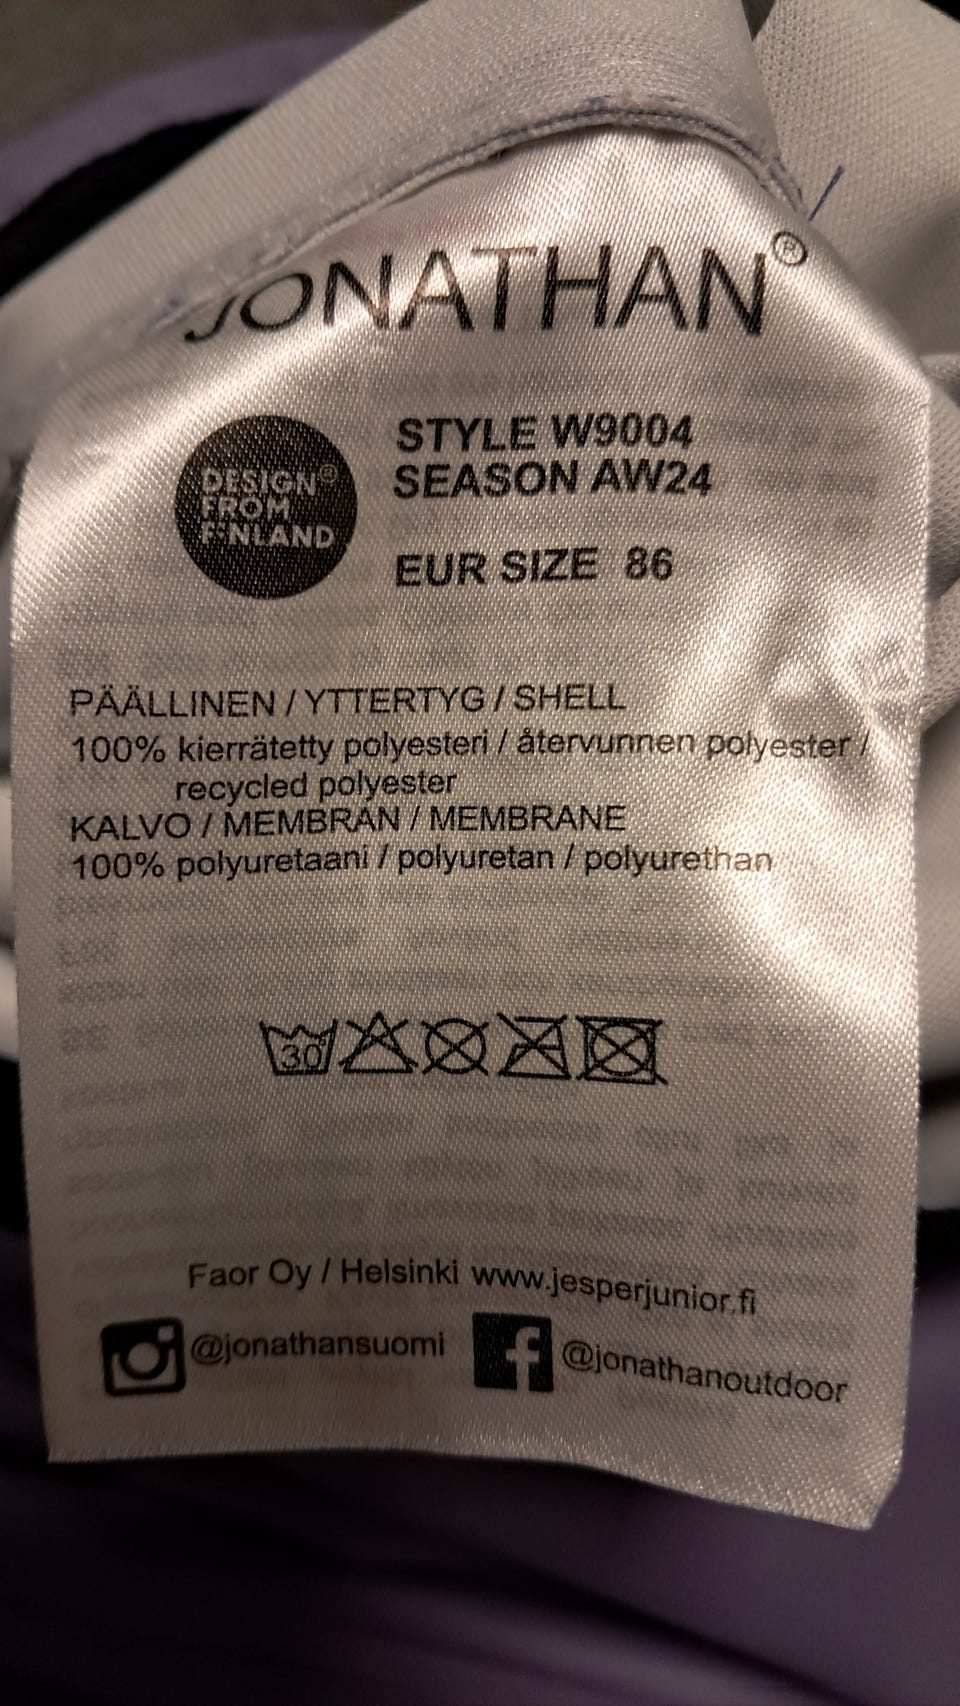 JONATHAN®
DESIGN®
FROM
FINLAND
STYLE W9004
SEASON AW24
EUR SIZE 86
PÄÄLLINEN / YTTERTYG / SHELL
100% kierrätetty polyesteri / återvunnen polyester /
recycled polyester
KALVO / MEMBRAN / MEMBRANE
100% polyuretaani / polyuretan / polyurethan
30°
Faor Oy / Helsinki www.jesperjunior.fi
@jonathansuomi
@jonathanoutdoor